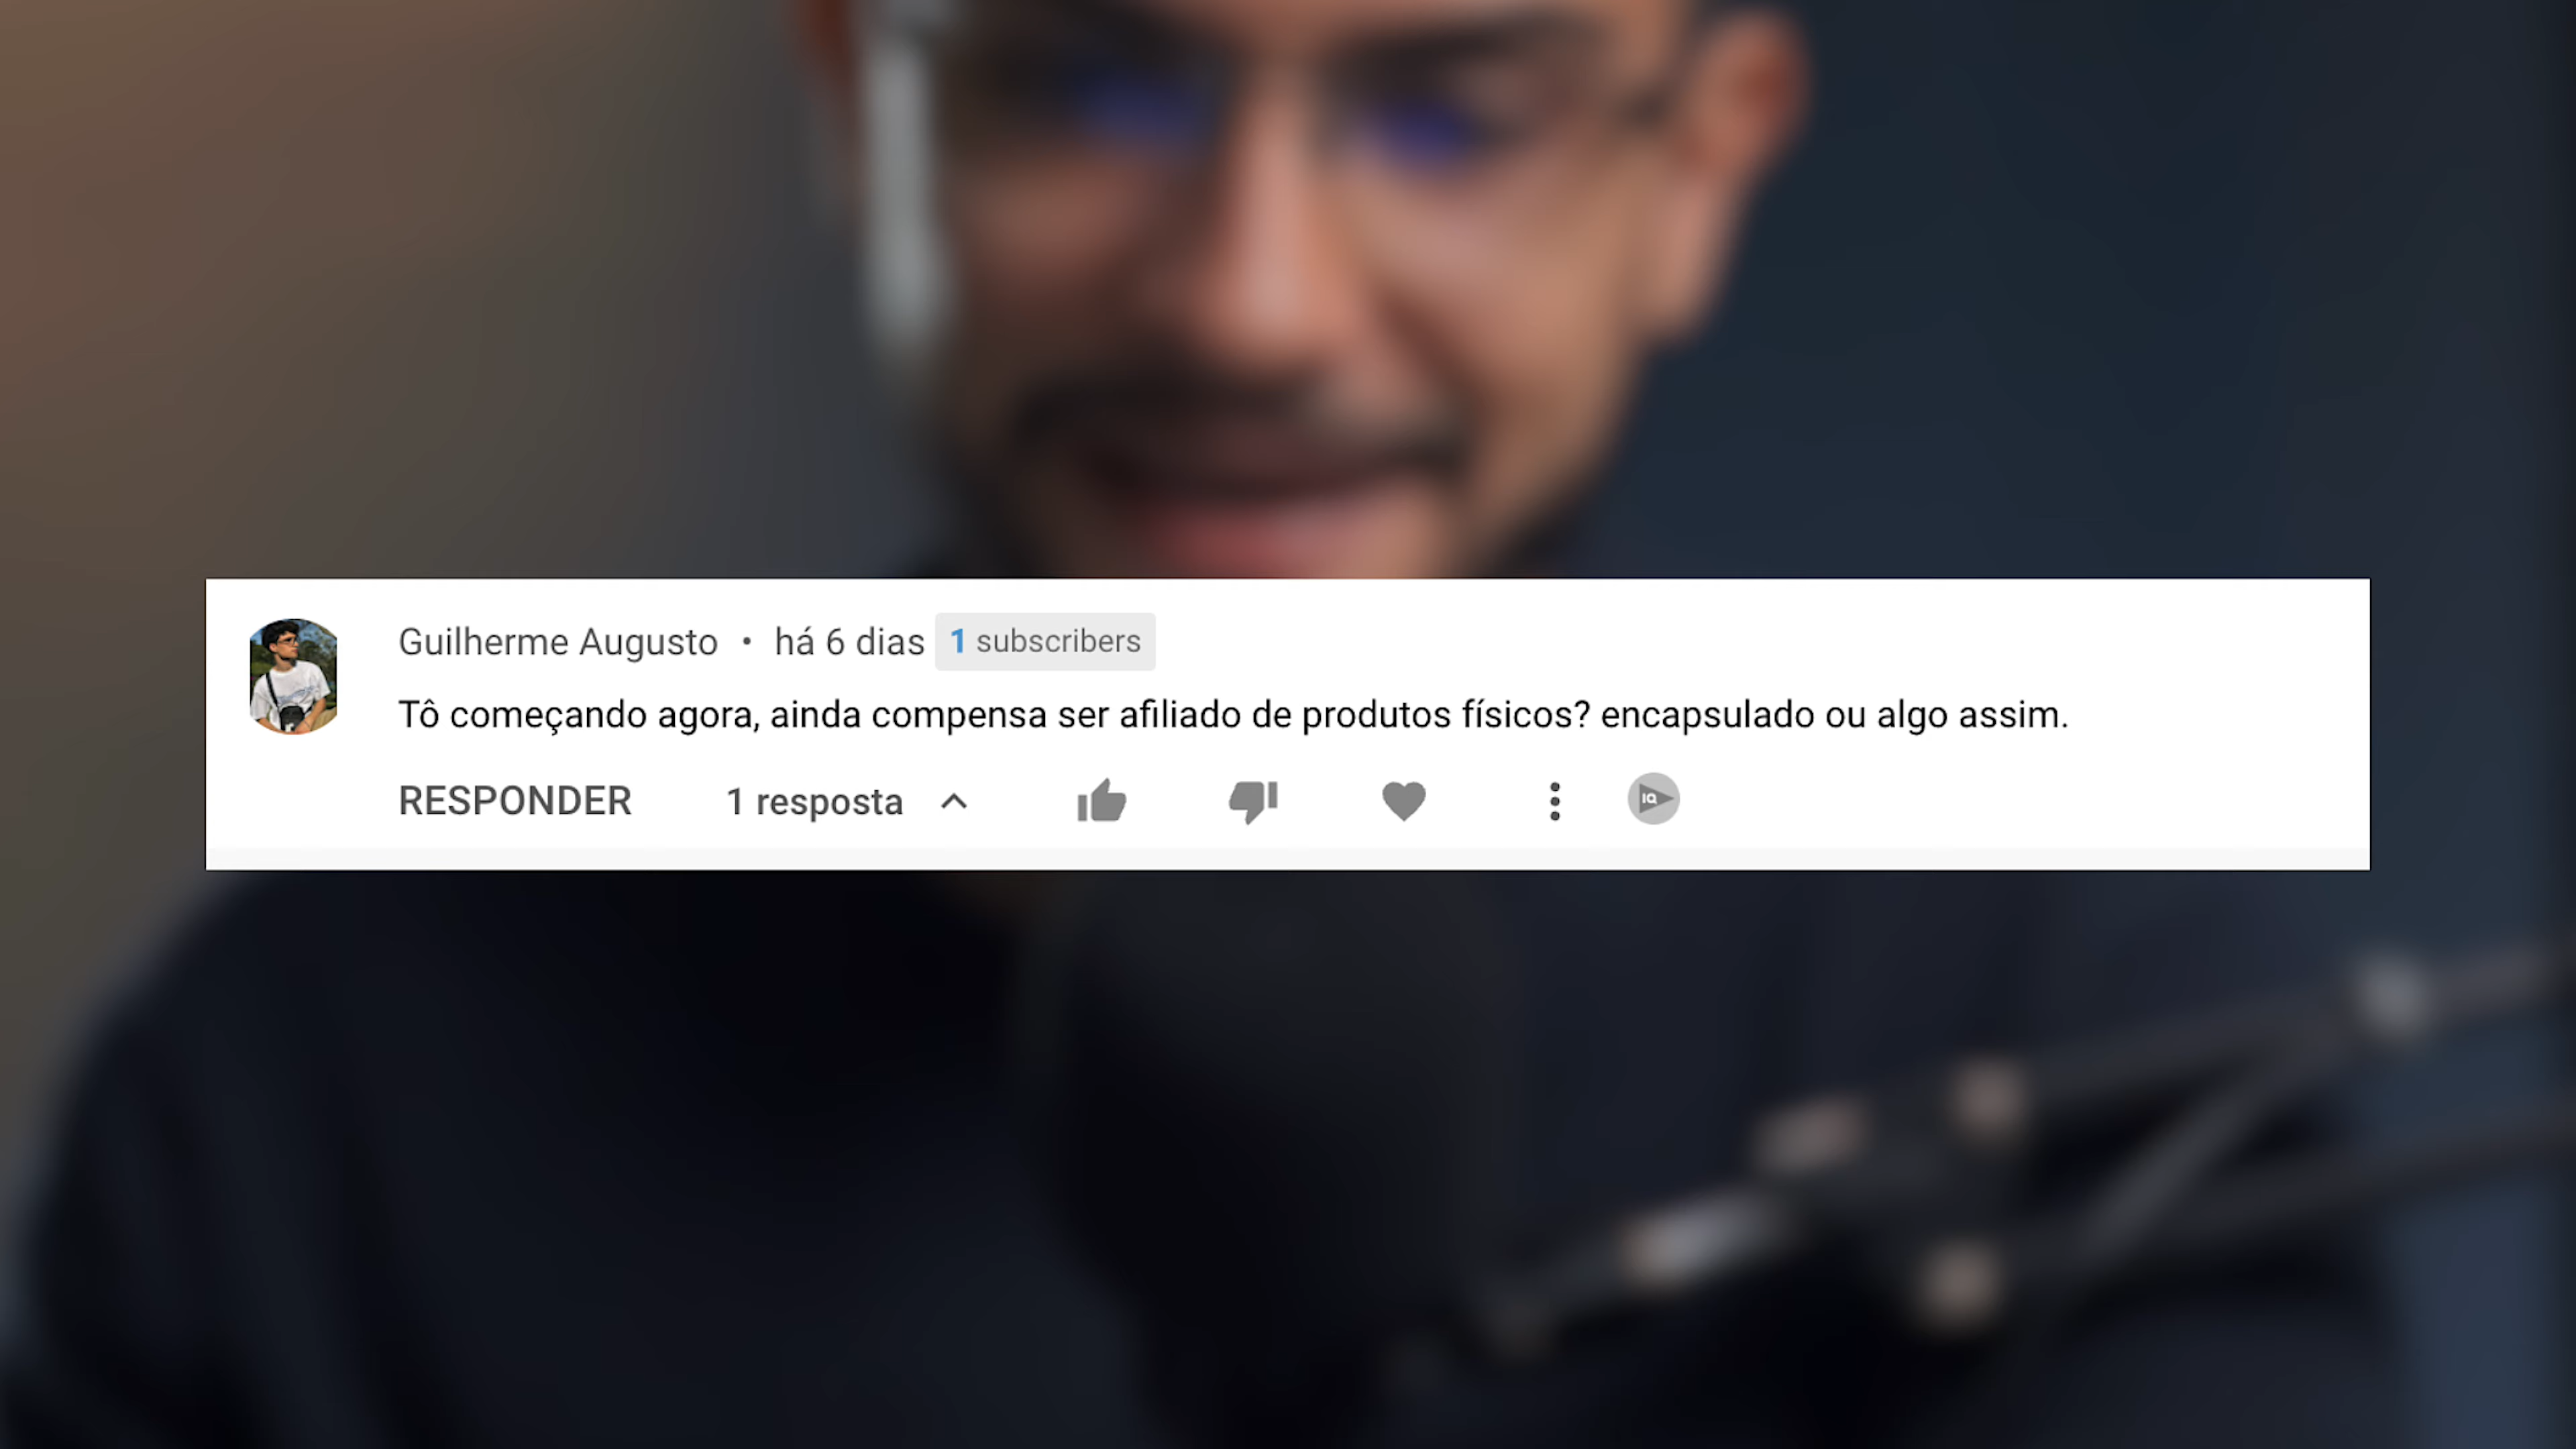 Guilherme Augusto • há 6 dias 1 subscribers
Tô começando agora, ainda compensa ser afiliado de produtos físicos? encapsulado ou algo assim.
RESPONDER 1 resposta
IQ